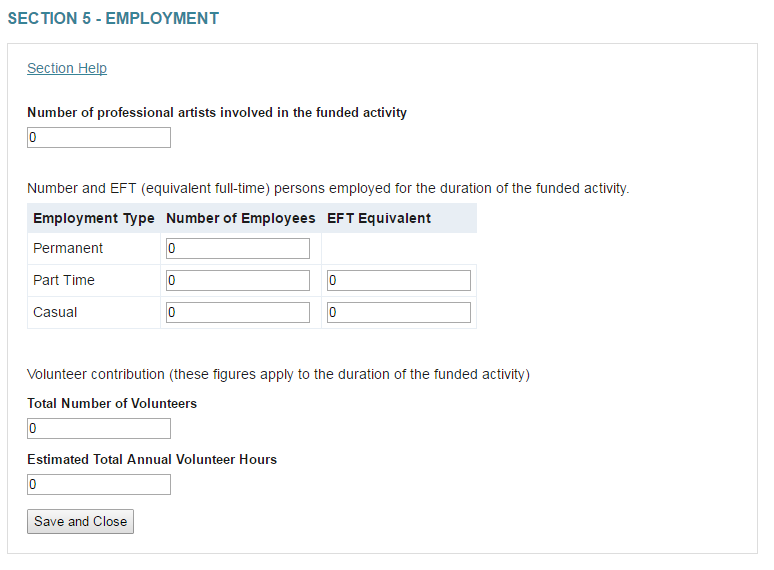 SECTION 5 - EMPLOYMENT
Section Help
Number of professional artists involved in the funded activity
0
Number and EFT (equivalent full-time) persons employed for the duration of the funded activity.
Employment Type Number of Employees EFT Equivalent
Permanent 0
Part Time 0 0
Casual 0 0
Volunteer contribution (these figures apply to the duration of the funded activity)
Total Number of Volunteers
0
Estimated Total Annual Volunteer Hours
0
Save and Close